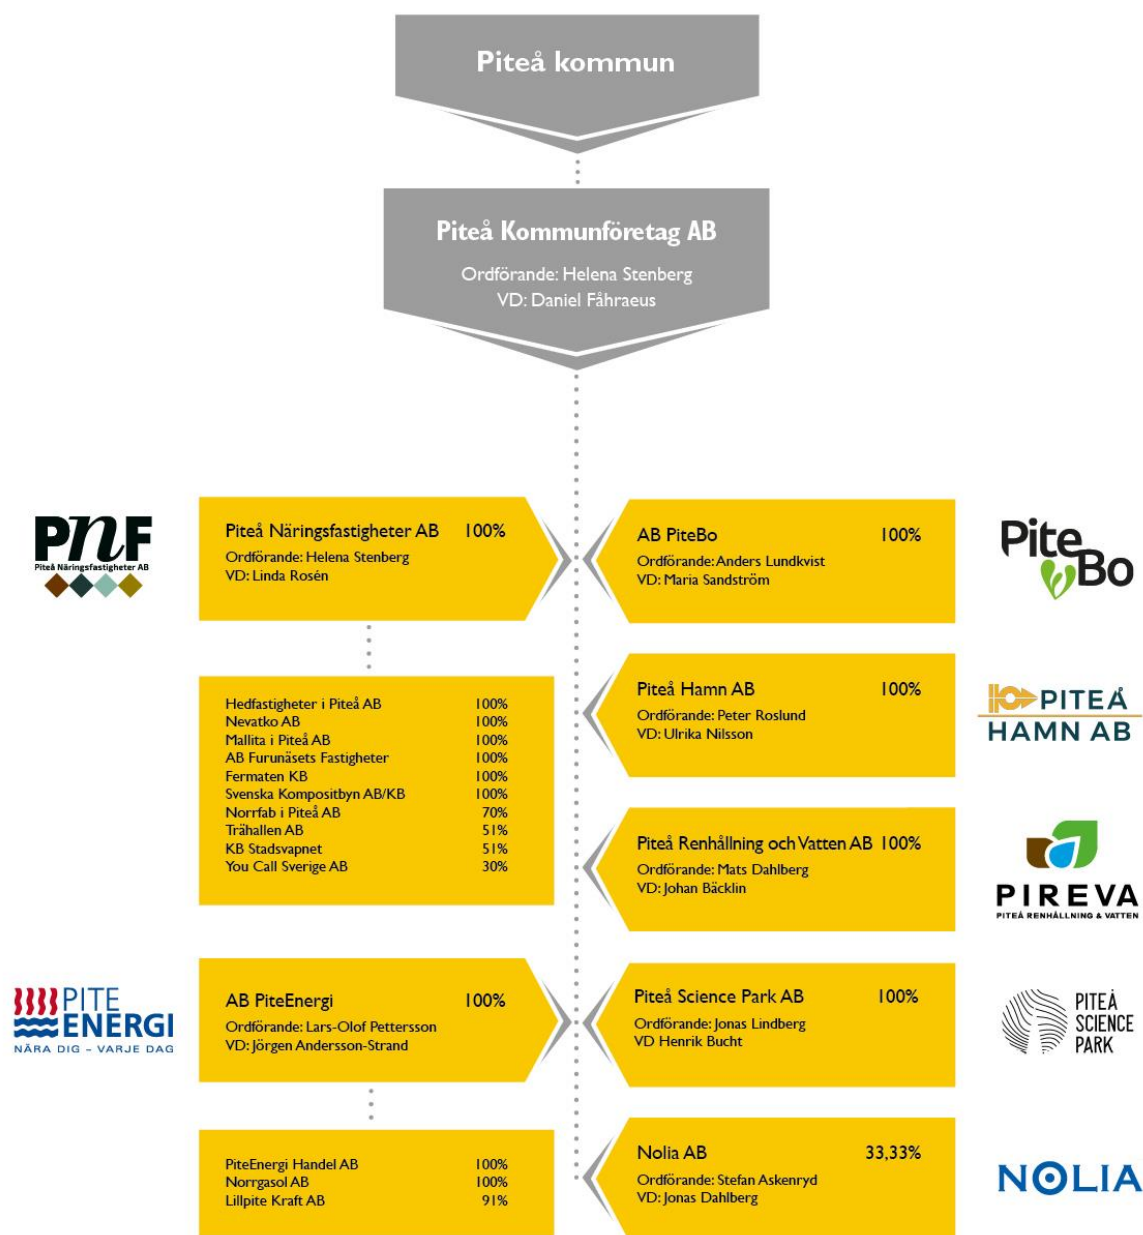 Piteå kommun
Piteå Kommunföretag AB
Ordförande: Helena Stenberg
VD: Daniel Fåhraeus
PnF
Piteå Näringsfastigheter AB
Piteå Näringsfastigheter AB 100%
Ordförande: Helena Stenberg
VD: Linda Rosén
AB PiteBo 100%
Ordförande: Anders Lundkvist
VD: Maria Sandström
Pite
Bo
Hedfastigheter i Piteå AB 100%
Nevatko AB 100%
Mallita i Piteå AB 100%
AB Furunäsets Fastigheter 100%
Fermaten KB 100%
Svenska Kompositbyn AB/KB 100%
Norrfab i Piteå AB 70%
Trähallen AB 51%
KB Stadsvapnet 51%
You Call Sverige AB 30%
Piteå Hamn AB 100%
Ordförande: Peter Roslund
VD: Ulrika Nilsson
PITEÅ
HAMN AB
Piteå Renhållning och Vatten AB 100%
Ordförande: Mats Dahlberg
VD: Johan Bäcklin
PIREVA
PITEÅ RENHÅLLNING & VATTEN
PITE
ENERGI
NÄRA DIG – VARJE DAG
AB PiteEnergi 100%
Ordförande: Lars-Olof Pettersson
VD: Jörgen Andersson-Strand
Piteå Science Park AB 100%
Ordförande: Jonas Lindberg
VD Henrik Bucht
PITEÅ
SCIENCE
PARK
PiteEnergi Handel AB 100%
Norrgasol AB 100%
Lillpite Kraft AB 91%
Nolia AB 33,33%
Ordförande: Stefan Askenryd
VD: Jonas Dahlberg
NOLIA